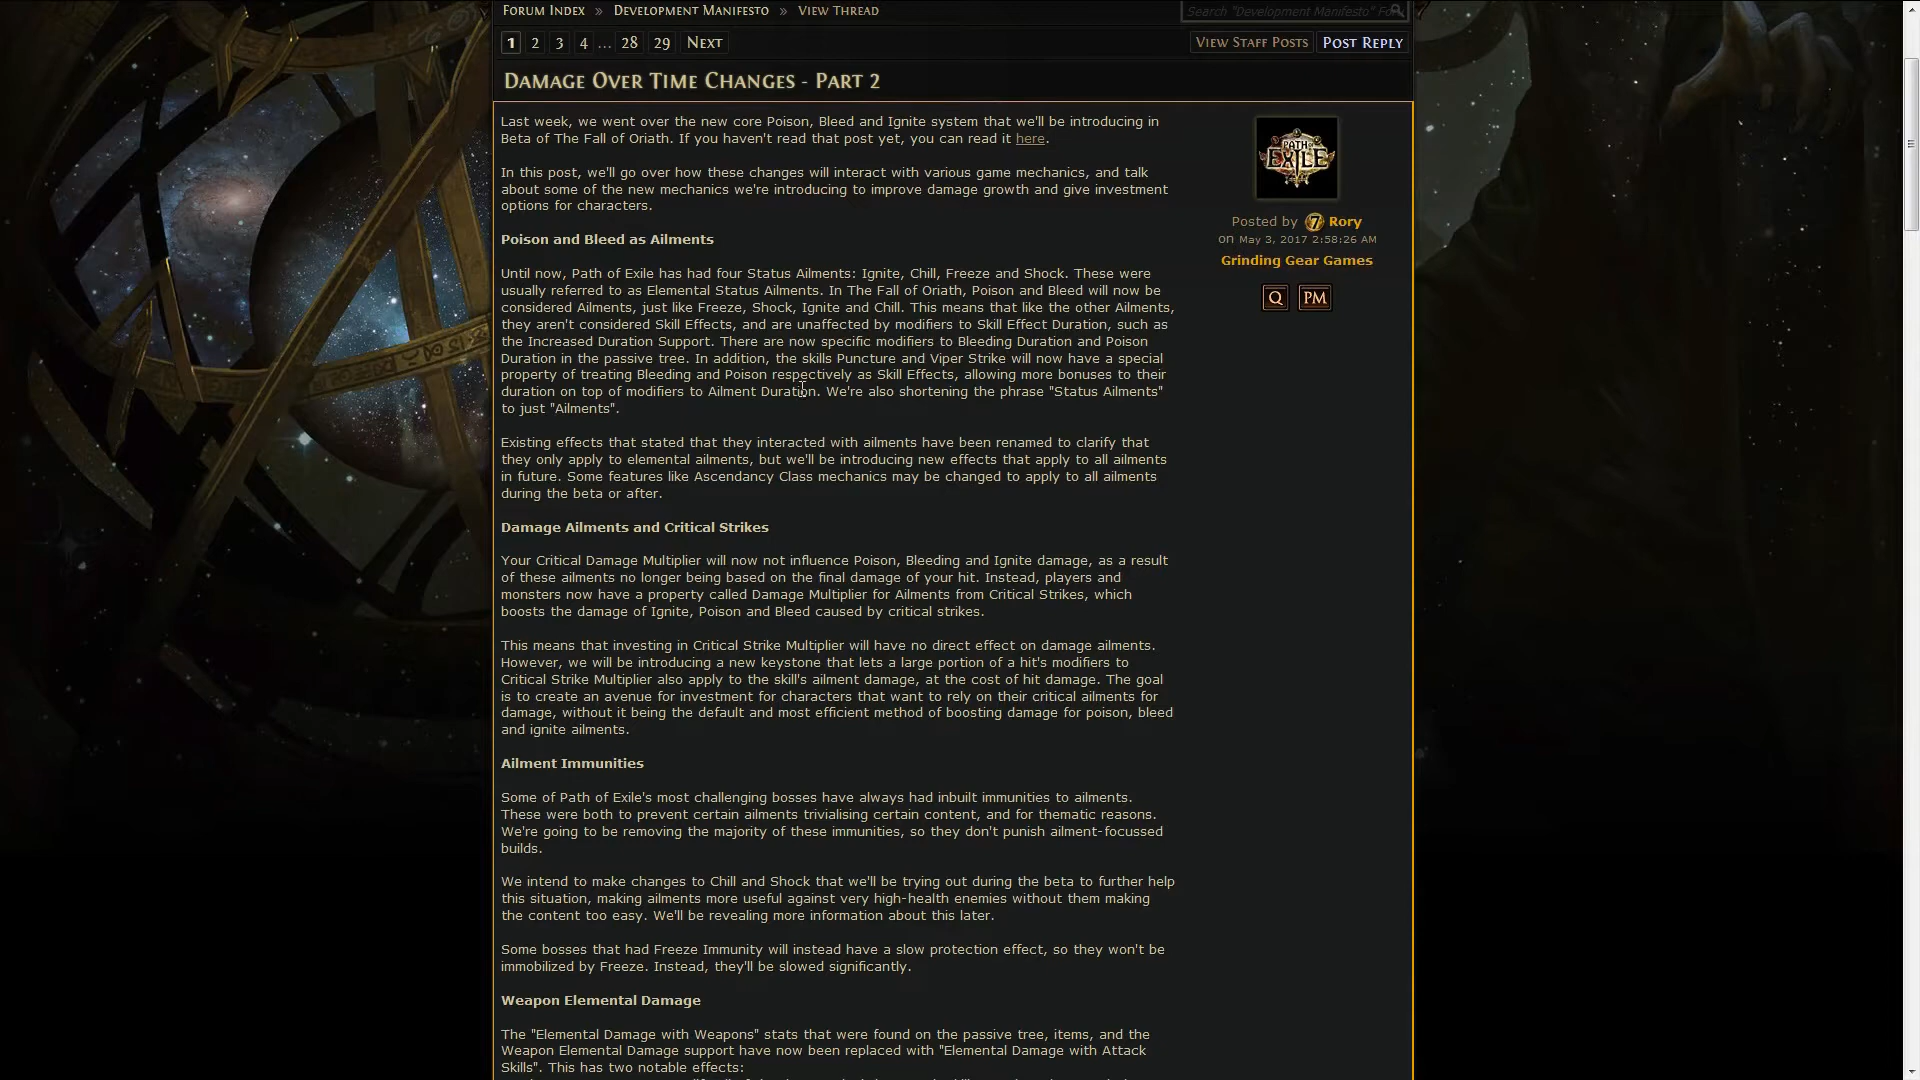 Forum Index » Development Manifesto » View Thread
Search "Development Manifesto" For
1 2 3 4 … 28 29 Next
View Staff Posts Post Reply
Damage Over Time Changes - Part 2
Last week, we went over the new core Poison, Bleed and Ignite system that we'll be introducing in
Beta of The Fall of Oriath. If you haven't read that post yet, you can read it here.
In this post, we'll go over how these changes will interact with various game mechanics, and talk
about some of the new mechanics we're introducing to improve damage growth and give investment
options for characters.
Poison and Bleed as Ailments
Until now, Path of Exile has had four Status Ailments: Ignite, Chill, Freeze and Shock. These were
usually referred to as Elemental Status Ailments. In The Fall of Oriath, Poison and Bleed will now be
considered Ailments, just like Freeze, Shock, Ignite and Chill. This means that like the other Ailments,
they aren't considered Skill Effects, and are unaffected by modifiers to Skill Effect Duration, such as
the Increased Duration Support. There are now specific modifiers to Bleeding Duration and Poison
Duration in the passive tree. In addition, the skills Puncture and Viper Strike will now have a special
property of treating Bleeding and Poison respectively as Skill Effects, allowing more bonuses to their
duration on top of modifiers to Ailment Duration. We're also shortening the phrase "Status Ailments"
to just "Ailments".
Existing effects that stated that they interacted with ailments have been renamed to clarify that
they only apply to elemental ailments, but we'll be introducing new effects that apply to all ailments
in future. Some features like Ascendancy Class mechanics may be changed to apply to all ailments
during the beta or after.
Damage Ailments and Critical Strikes
Your Critical Damage Multiplier will now not influence Poison, Bleeding and Ignite damage, as a result
of these ailments no longer being based on the final damage of your hit. Instead, players and
monsters now have a property called Damage Multiplier for Ailments from Critical Strikes, which
boosts the damage of Ignite, Poison and Bleed caused by critical strikes.
This means that investing in Critical Strike Multiplier will have no direct effect on damage ailments.
However, we will be introducing a new keystone that lets a large portion of a hit's modifiers to
Critical Strike Multiplier also apply to the skill's ailment damage, at the cost of hit damage. The goal
is to create an avenue for investment for characters that want to rely on their critical ailments for
damage, without it being the default and most efficient method of boosting damage for poison, bleed
and ignite ailments.
Ailment Immunities
Some of Path of Exile's most challenging bosses have always had inbuilt immunities to ailments.
These were both to prevent certain ailments trivialising certain content, and for thematic reasons.
We're going to be removing the majority of these immunities, so they don't punish ailment-focussed
builds.
We intend to make changes to Chill and Shock that we'll be trying out during the beta to further help
this situation, making ailments more useful against very high-health enemies without them making
the content too easy. We'll be revealing more information about this later.
Some bosses that had Freeze Immunity will instead have a slow protection effect, so they won't be
immobilized by Freeze. Instead, they'll be slowed significantly.
Weapon Elemental Damage
The "Elemental Damage with Weapons" stats that were found on the passive tree, items, and the
Weapon Elemental Damage support have now been replaced with "Elemental Damage with Attack
Skills". This has two notable effects:
PATH OF
EXILE
Posted by 7 Rory
on May 3, 2017 2:58:26 AM
Grinding Gear Games
Q PM